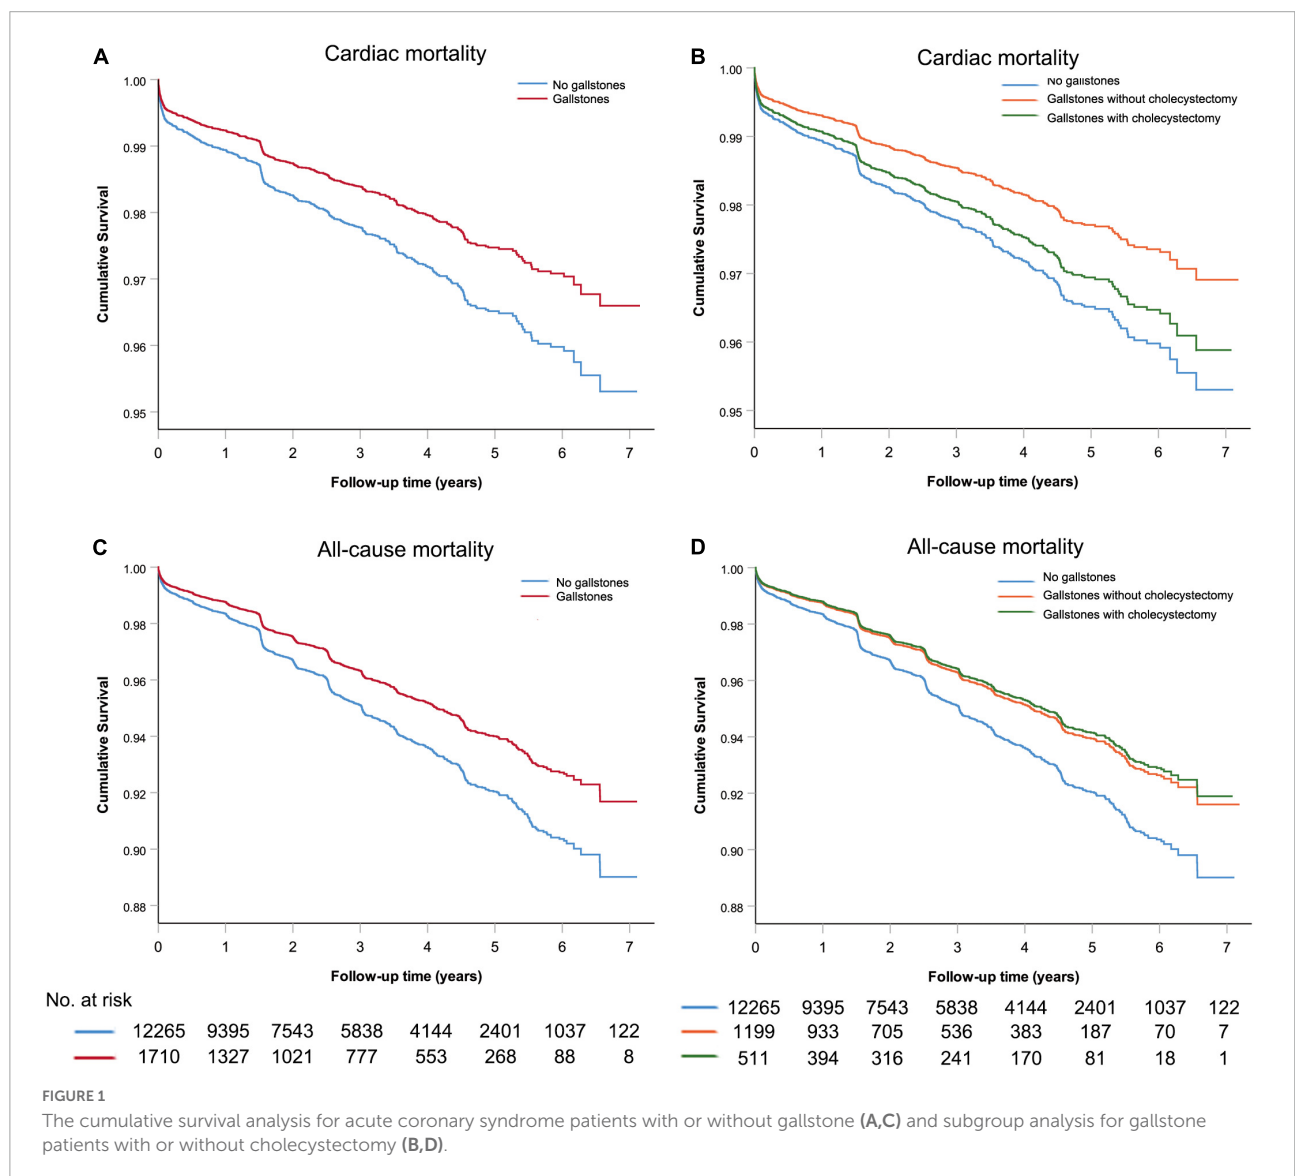 A
Cardiac mortality
No gallstones
Gallstones
1.00
0.99
0.98
0.97
0.96
0.95
Cumulative Survival
0 1 2 3 4 5 6 7
Follow-up time (years)
B
Cardiac mortality
No gallstones
Gallstones without cholecystectomy
Gallstones with cholecystectomy
1.00
0.99
0.98
0.97
0.96
0.95
Cumulative Survival
0 1 2 3 4 5 6 7
Follow-up time (years)
C
All-cause mortality
No gallstones
Gallstones
1.00
0.98
0.96
0.94
0.92
0.90
0.88
Cumulative Survival
0 1 2 3 4 5 6 7
Follow-up time (years)
D
All-cause mortality
No gallstones
Gallstones without cholecystectomy
Gallstones with cholecystectomy
1.00
0.98
0.96
0.94
0.92
0.90
0.88
Cumulative Survival
0 1 2 3 4 5 6 7
Follow-up time (years)
No. at risk
12265 9395 7543 5838 4144 2401 1037 122
1710 1327 1021 777 553 268 88 8
12265 9395 7543 5838 4144 2401 1037 122
1199 933 705 536 383 187 70 7
511 394 316 241 170 81 18 1
FIGURE 1
The cumulative survival analysis for acute coronary syndrome patients with or without gallstone (A,C) and subgroup analysis for gallstone
patients with or without cholecystectomy (B,D).